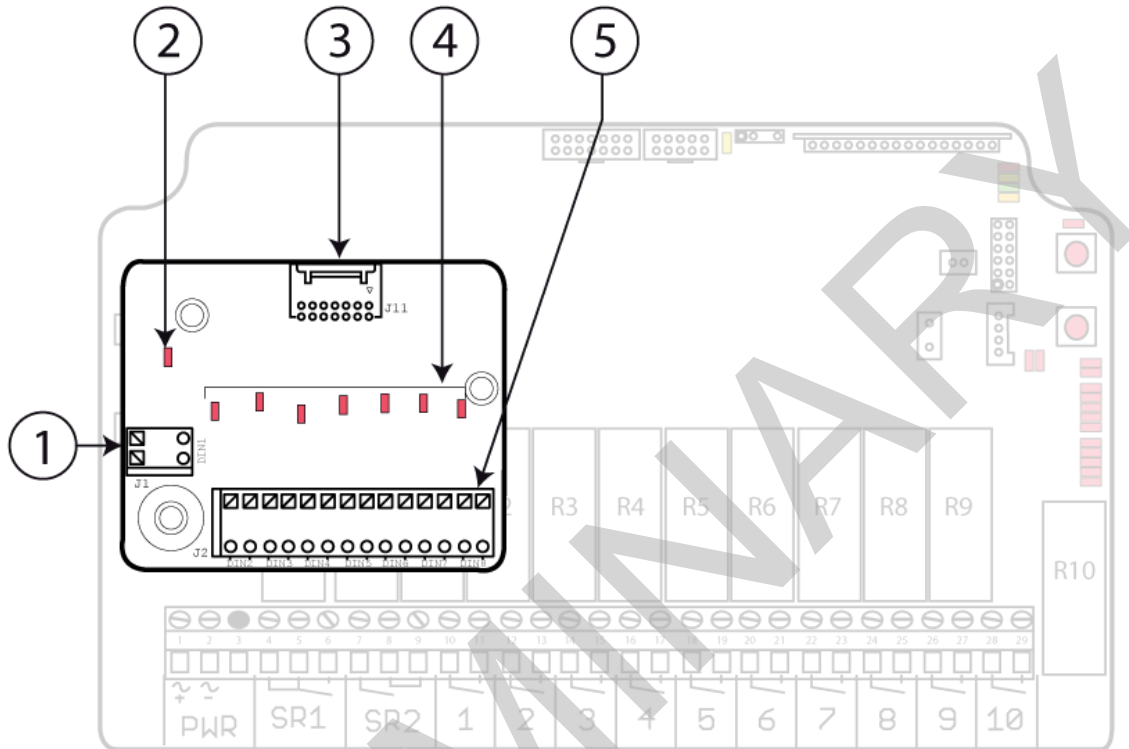 2 3 4 5
J11
1
DIN1
J1
J2
DIN2 DIN3 DIN4 DIN5 DIN6 DIN7 DIN8
R3 R4 R5 R6 R7 R8 R9
R10
1 2 3 4 5 6 7 8 9 10 11 12 13 14 15 16 17 18 19 20 21 22 23 24 25 26 27 28 29
PWR SR1 SR2 1 2 3 4 5 6 7 8 9 10
MINARY